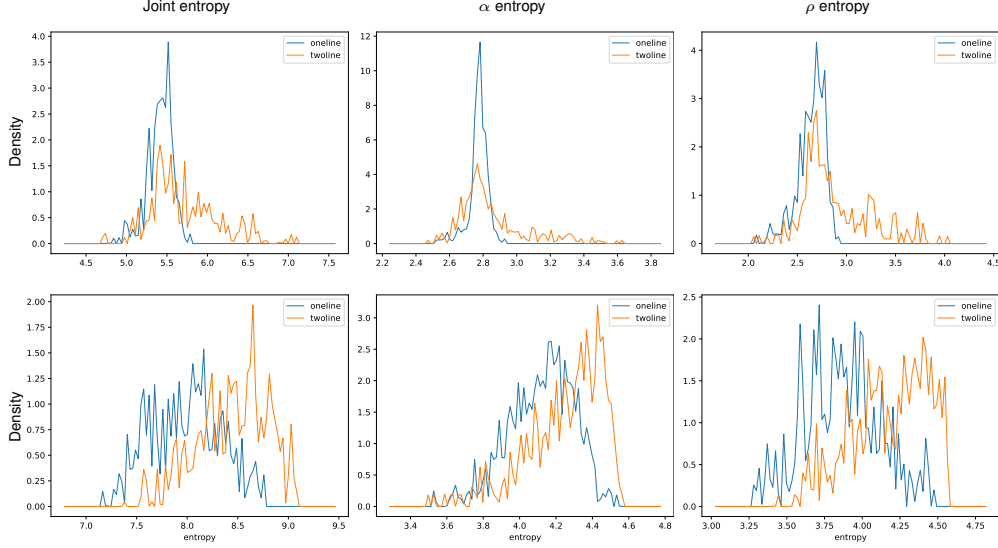 Joint entropy
α entropy
ρ entropy
Density
4.0
3.5
3.0
2.5
2.0
1.5
1.0
0.5
0.0
oneline
twoline
4.5 5.0 5.5 6.0 6.5 7.0 7.5
12
10
8
6
4
2
0
oneline
twoline
2.2 2.4 2.6 2.8 3.0 3.2 3.4 3.6 3.8
4
3
2
1
0
oneline
twoline
2.0 2.5 3.0 3.5 4.0 4.5
Density
2.00
1.75
1.50
1.25
1.00
0.75
0.50
0.25
0.00
oneline
twoline
7.0 7.5 8.0 8.5 9.0 9.5
entropy
3.0
2.5
2.0
1.5
1.0
0.5
0.0
oneline
twoline
3.4 3.6 3.8 4.0 4.2 4.4 4.6 4.8
entropy
2.5
2.0
1.5
1.0
0.5
0.0
oneline
twoline
3.00 3.25 3.50 3.75 4.00 4.25 4.50 4.75
entropy